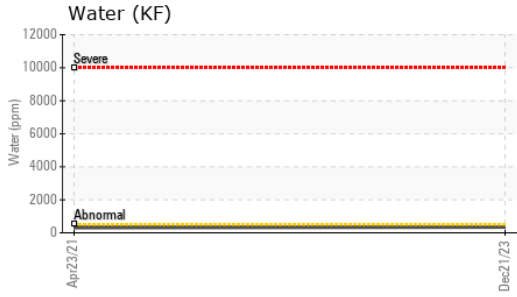 Water (KF)
12000
10000
8000
6000
4000
2000
0
Water (ppm)
Severe
Abnormal
Apr23/21
Dec21/23